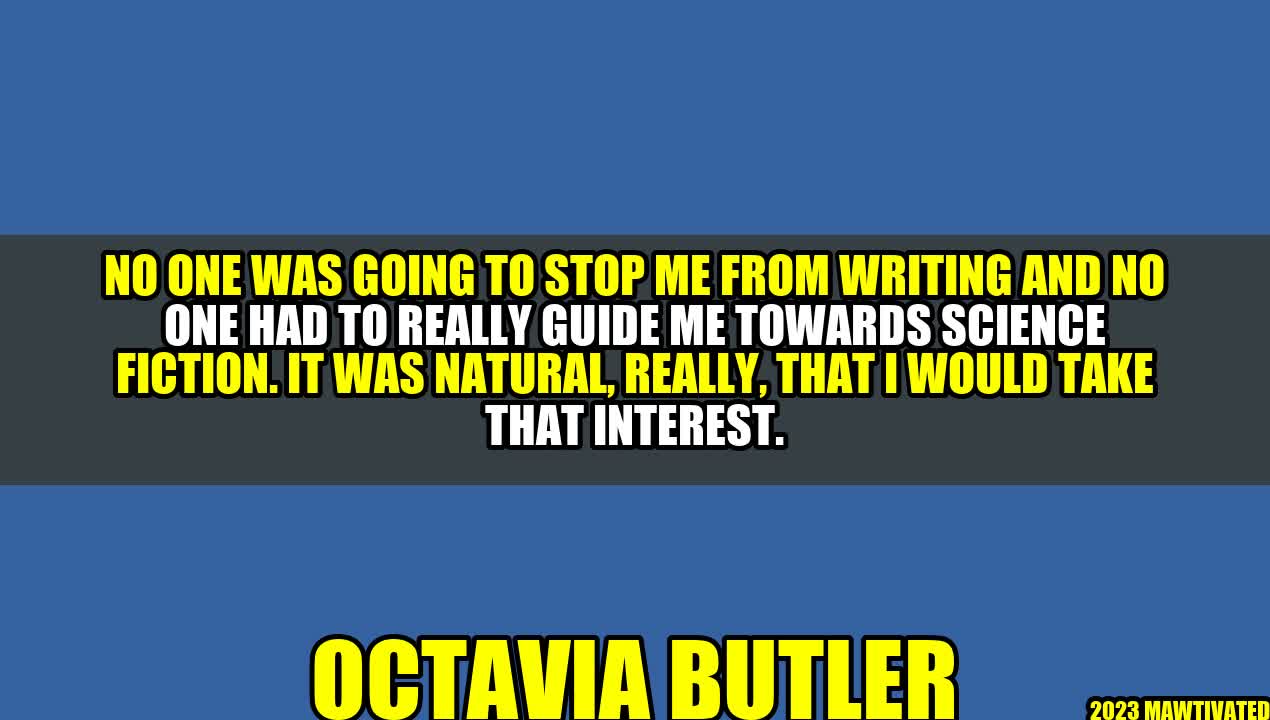 NO ONE WAS GOING TO STOP ME FROM WRITING AND NO
ONE HAD TO REALLY GUIDE ME TOWARDS SCIENCE
FICTION. IT WAS NATURAL, REALLY, THAT I WOULD TAKE
THAT INTEREST.
OCTAVIA BUTLER
2023 MAWTIVATED